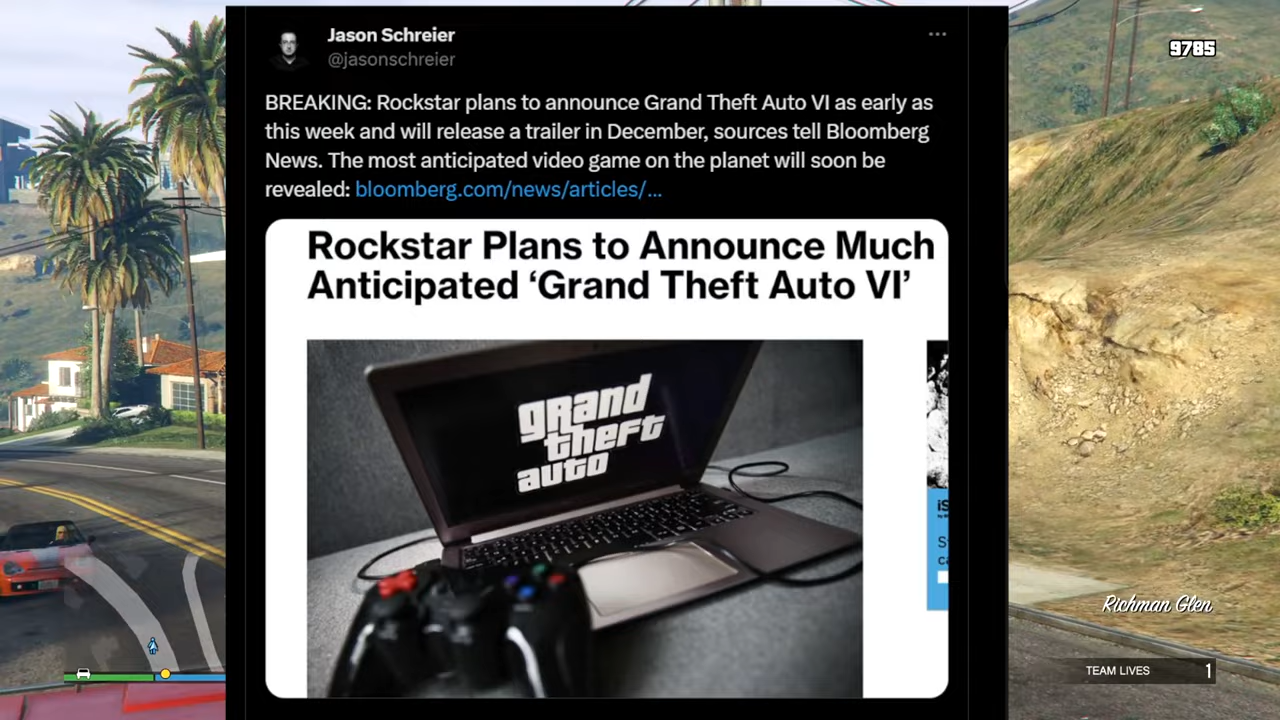 Jason Schreier
@jasonschreier
9785
BREAKING: Rockstar plans to announce Grand Theft Auto VI as early as
this week and will release a trailer in December, sources tell Bloomberg
News. The most anticipated video game on the planet will soon be
revealed: bloomberg.com/news/articles/...
Rockstar Plans to Announce Much
Anticipated ‘Grand Theft Auto VI’
grand
theft
auto
Richman Glen
TEAM LIVES 1